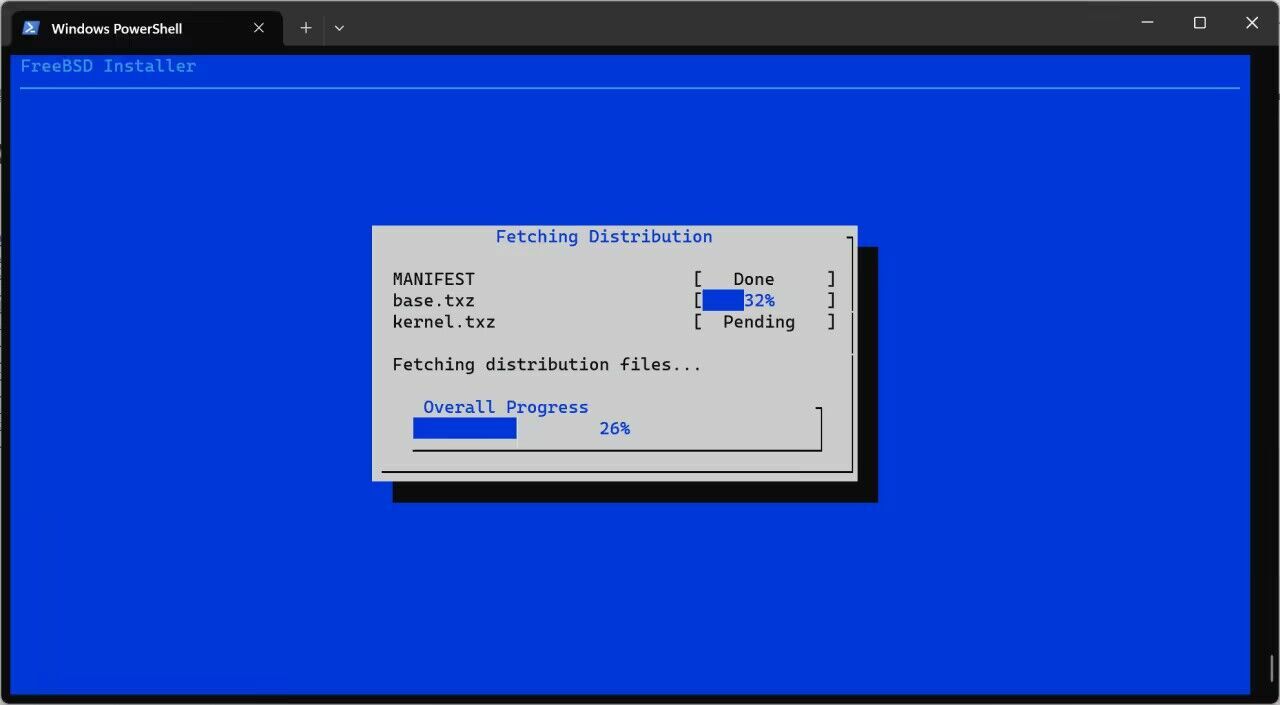 Windows PowerShell
FreeBSD Installer
Fetching Distribution
MANIFEST [ Done ]
base.txz [ 32% ]
kernel.txz [ Pending ]
Fetching distribution files...
Overall Progress
26%